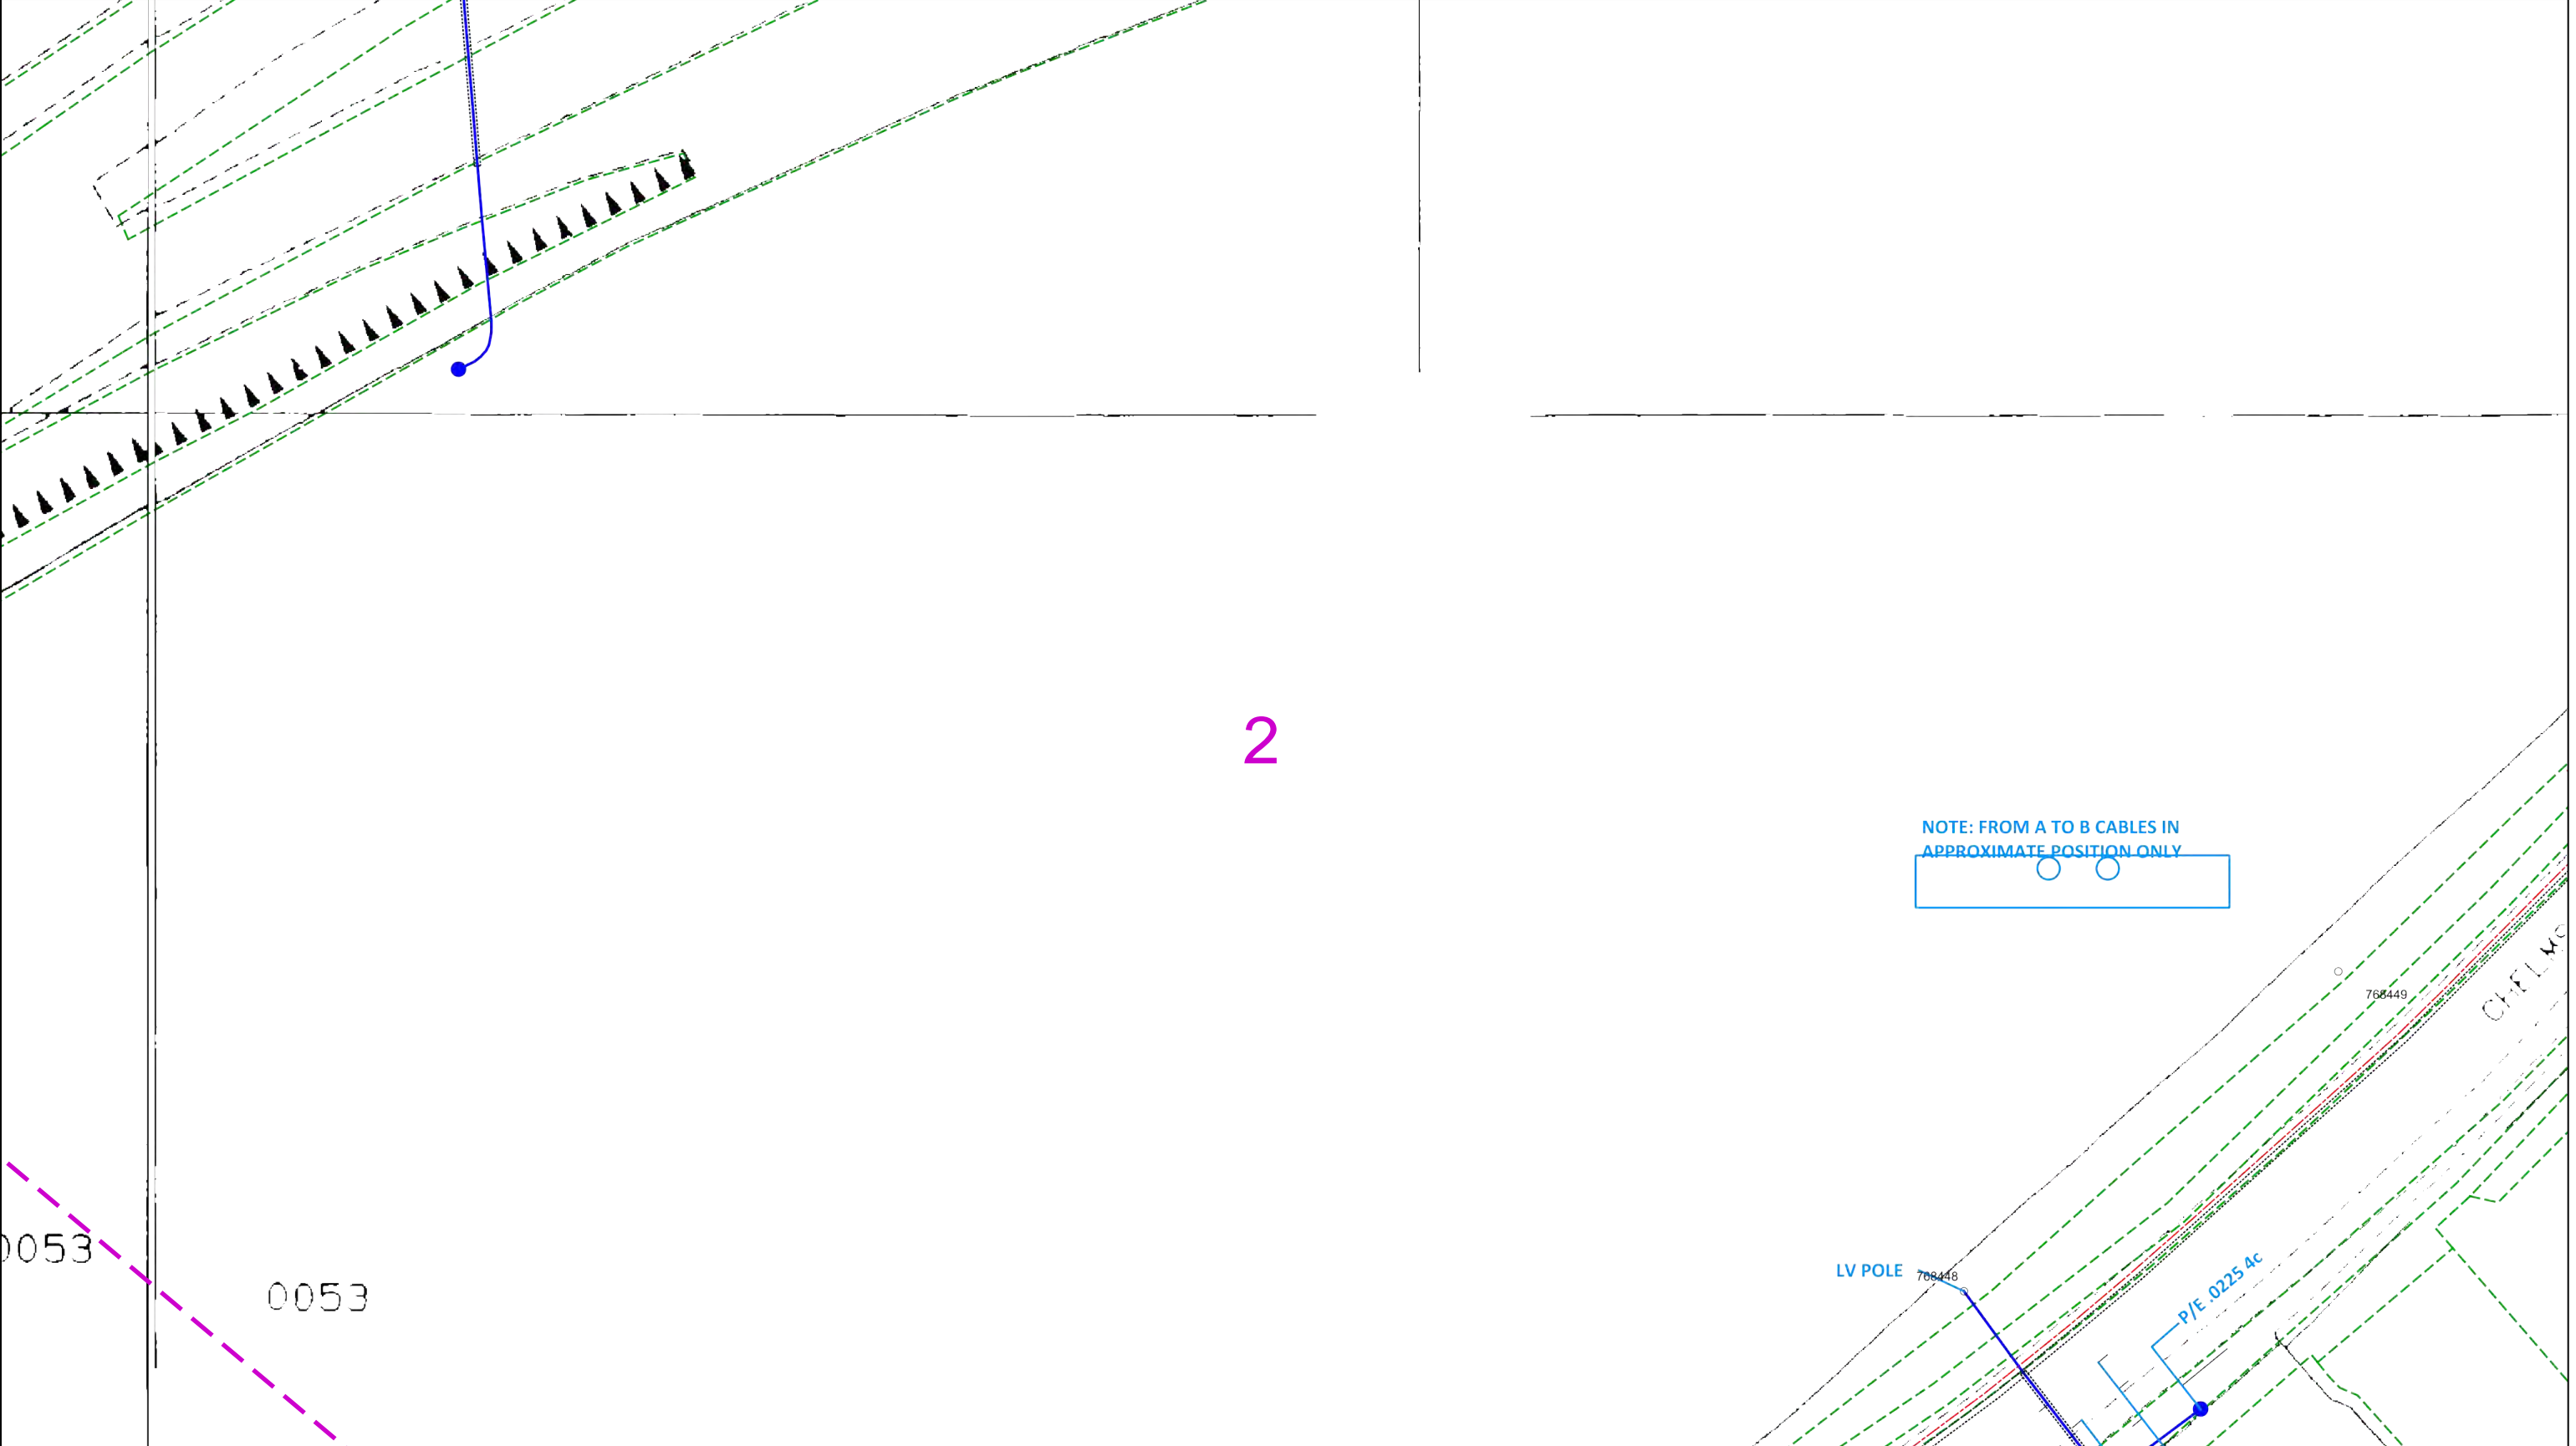 2
NOTE: FROM A TO B CABLES IN
APPROXIMATE POSITION ONLY
768449
0053
0053
LV POLE
768448
P/E .0225 4c